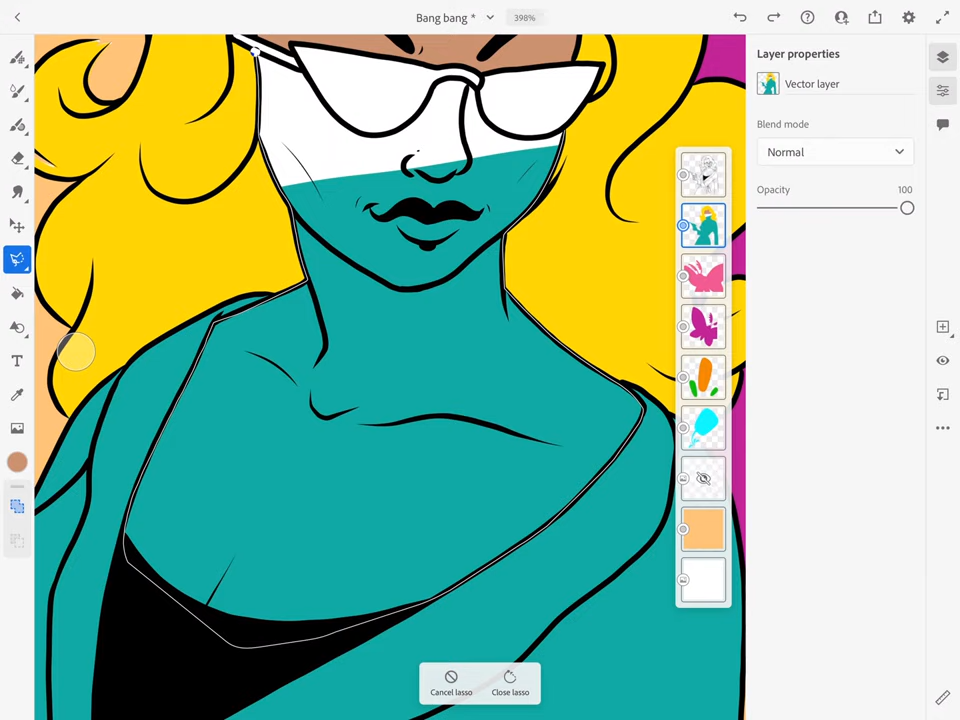 Bang bang *
398%
Layer properties
Vector layer
Blend mode
Normal
Opacity 100
T
Cancel lasso Close lasso